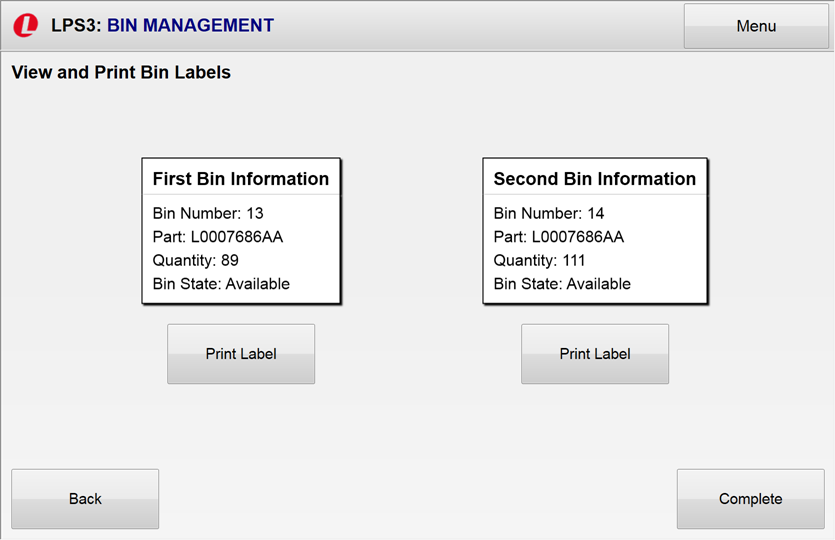 LPS3: BIN MANAGEMENT
Menu
View and Print Bin Labels
First Bin Information
Bin Number: 13
Part: L0007686AA
Quantity: 89
Bin State: Available
Print Label
Second Bin Information
Bin Number: 14
Part: L0007686AA
Quantity: 111
Bin State: Available
Print Label
Back
Complete